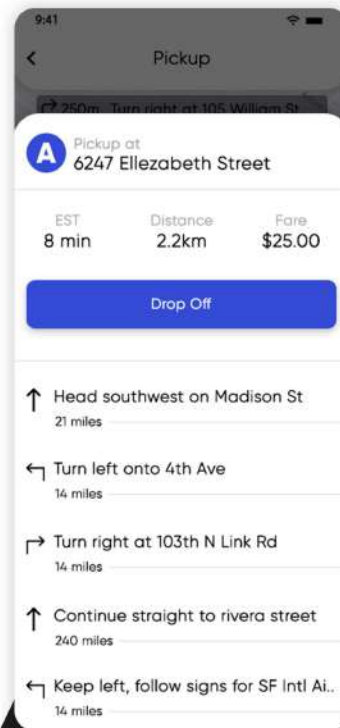 9:41
Pickup
250m Turn right at 105 William St
A
Pickup at
6247 Ellezabeth Street
EST Distance Fare
8 min 2.2km $25.00
Drop Off
Head southwest on Madison St
21 miles
Turn left onto 4th Ave
14 miles
Turn right at 103th N Link Rd
14 miles
Continue straight to rivera street
240 miles
Keep left, follow signs for SF Intl Ai..
14 miles